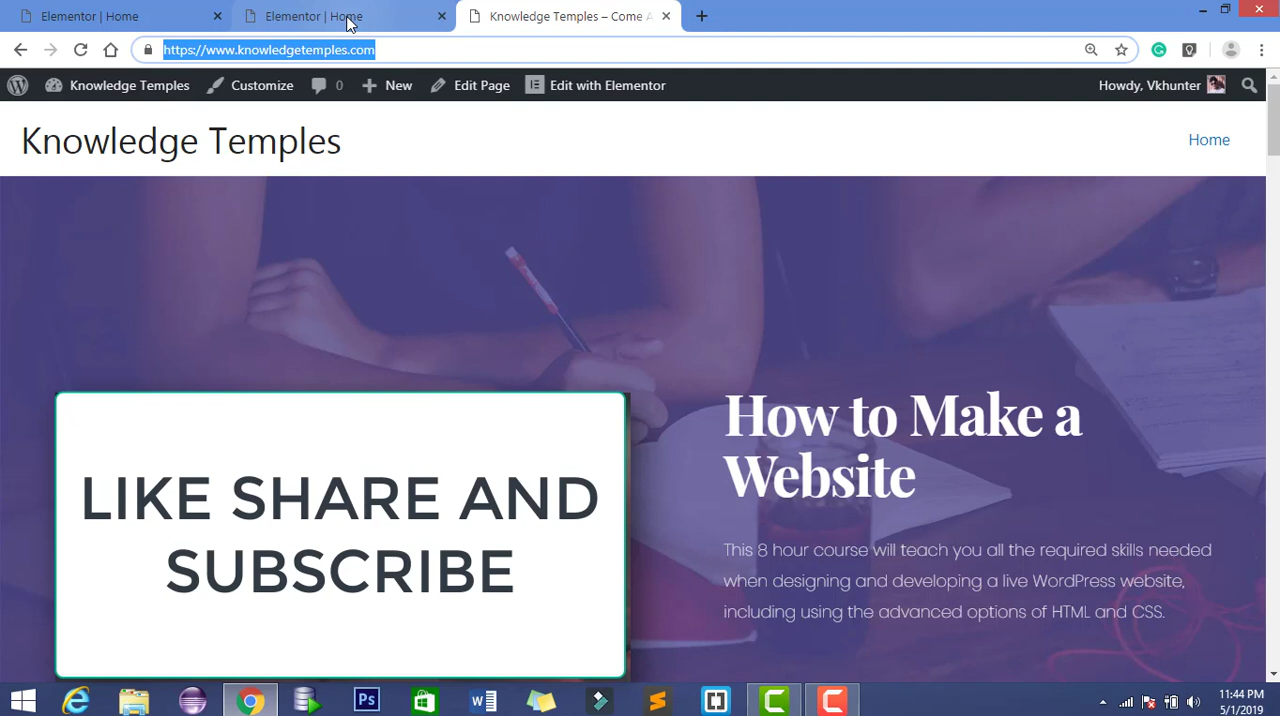 Elementor | Home
Elementor | Home
Knowledge Temples – Come A
https://www.knowledgetemples.com
Knowledge Temples
Customize
0
New
Edit Page
Edit with Elementor
Howdy, Vkhunter
Knowledge Temples
Home
LIKE SHARE AND
SUBSCRIBE
How to Make a
Website
This 8 hour course will teach you all the required skills needed
when designing and developing a live WordPress website,
including using the advanced options of HTML and CSS.
Ps
11:44 PM
5/1/2019